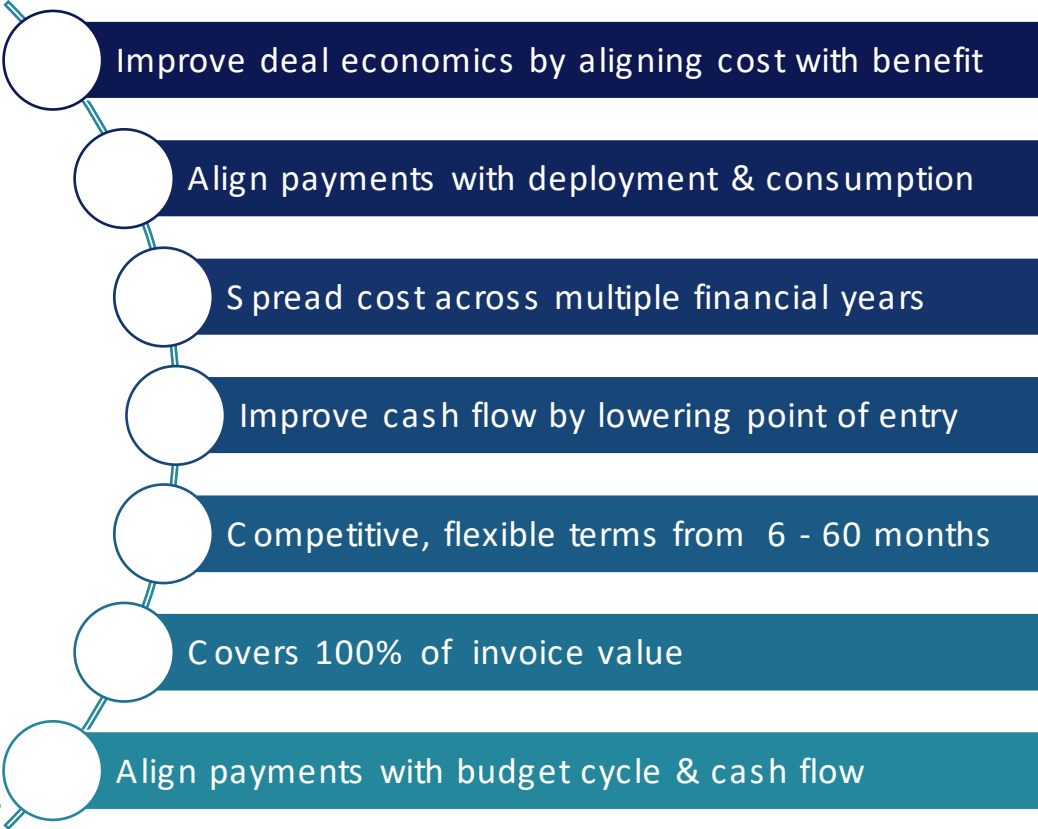 Improve deal economics by aligning cost with benefit
Align payments with deployment & consumption
Spread cost across multiple financial years
Improve cash flow by lowering point of entry
Competitive, flexible terms from 6 - 60 months
Covers 100% of invoice value
Align payments with budget cycle & cash flow